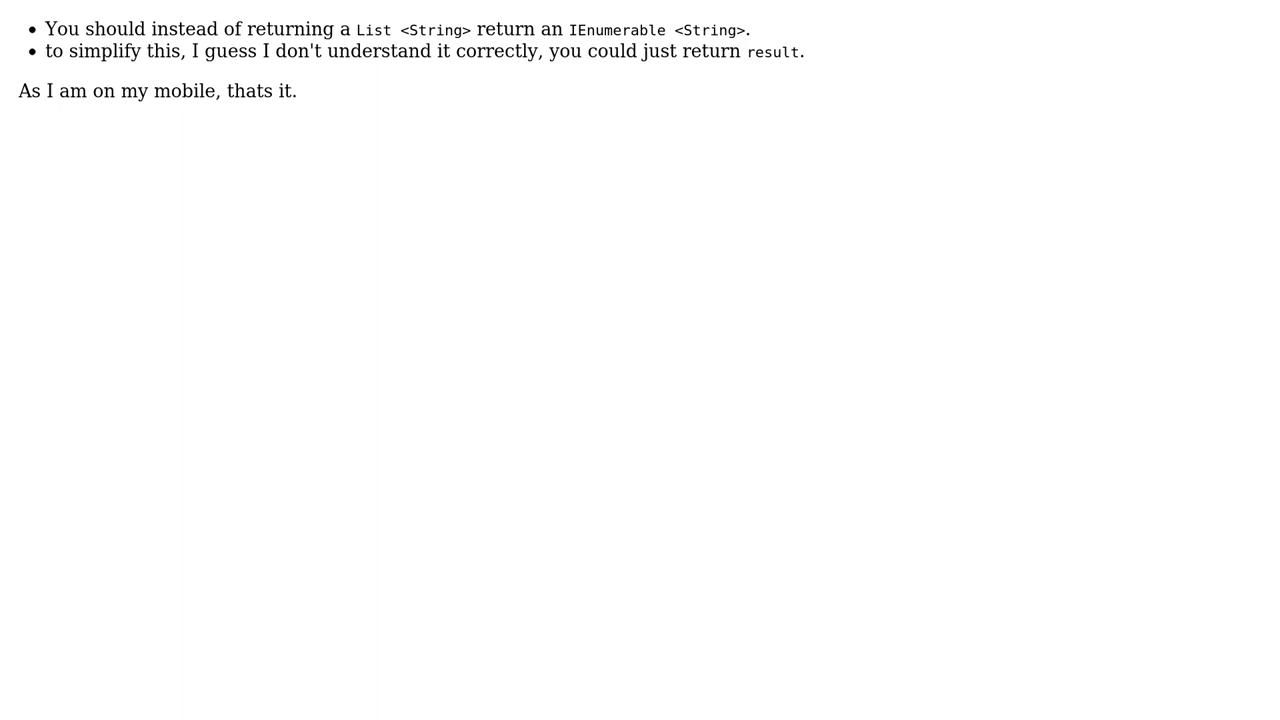 • You should instead of returning a List <String> return an IEnumerable <String>.
• to simplify this, I guess I don't understand it correctly, you could just return result.
As I am on my mobile, thats it.